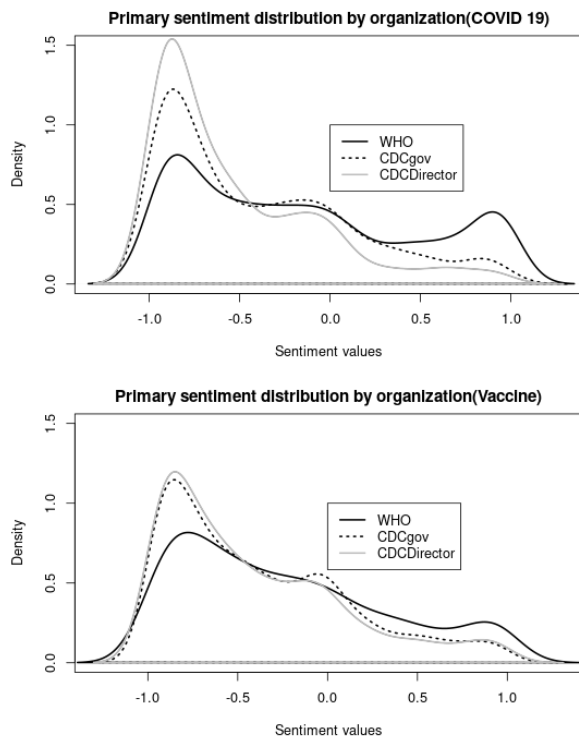 Primary sentiment distribution by organization(COVID 19)
1.5
1.0
0.5
0.0
Density
WHO
CDCgov
CDCDirector
-1.0 -0.5 0.0 0.5 1.0
Sentiment values
Primary sentiment distribution by organization(Vaccine)
1.5
1.0
0.5
0.0
Density
WHO
CDCgov
CDCDirector
-1.0 -0.5 0.0 0.5 1.0
Sentiment values